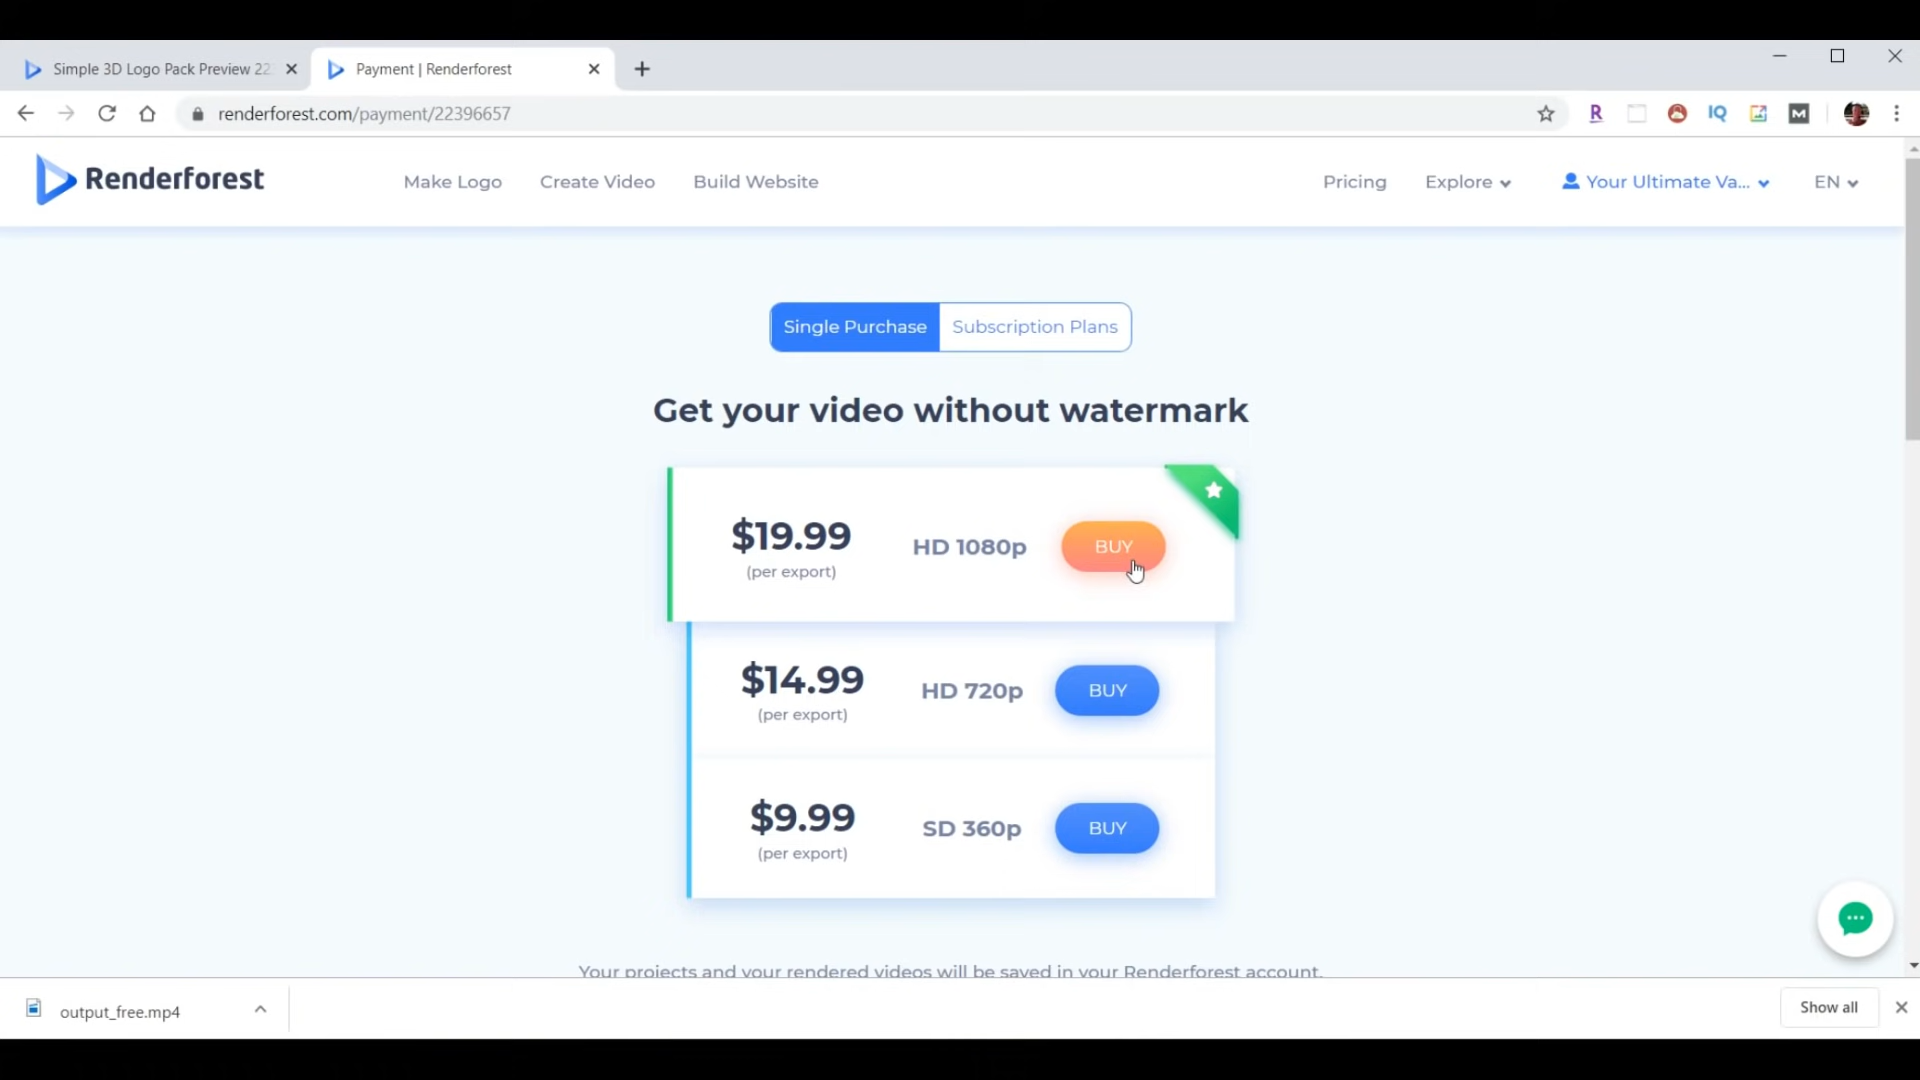 Simple 3D Logo Pack Preview 22
Payment | Renderforest
renderforest.com/payment/22396657
R
IQ
M
Renderforest
Make Logo
Create Video
Build Website
Pricing
Explore
Your Ultimate Va...
EN
Single Purchase
Subscription Plans
Get your video without watermark
$19.99
(per export)
HD 1080p
BUY
$14.99
(per export)
HD 720p
BUY
$9.99
(per export)
SD 360p
BUY
Your projects and your rendered videos will be saved in your Renderforest account.
output_free.mp4
Show all